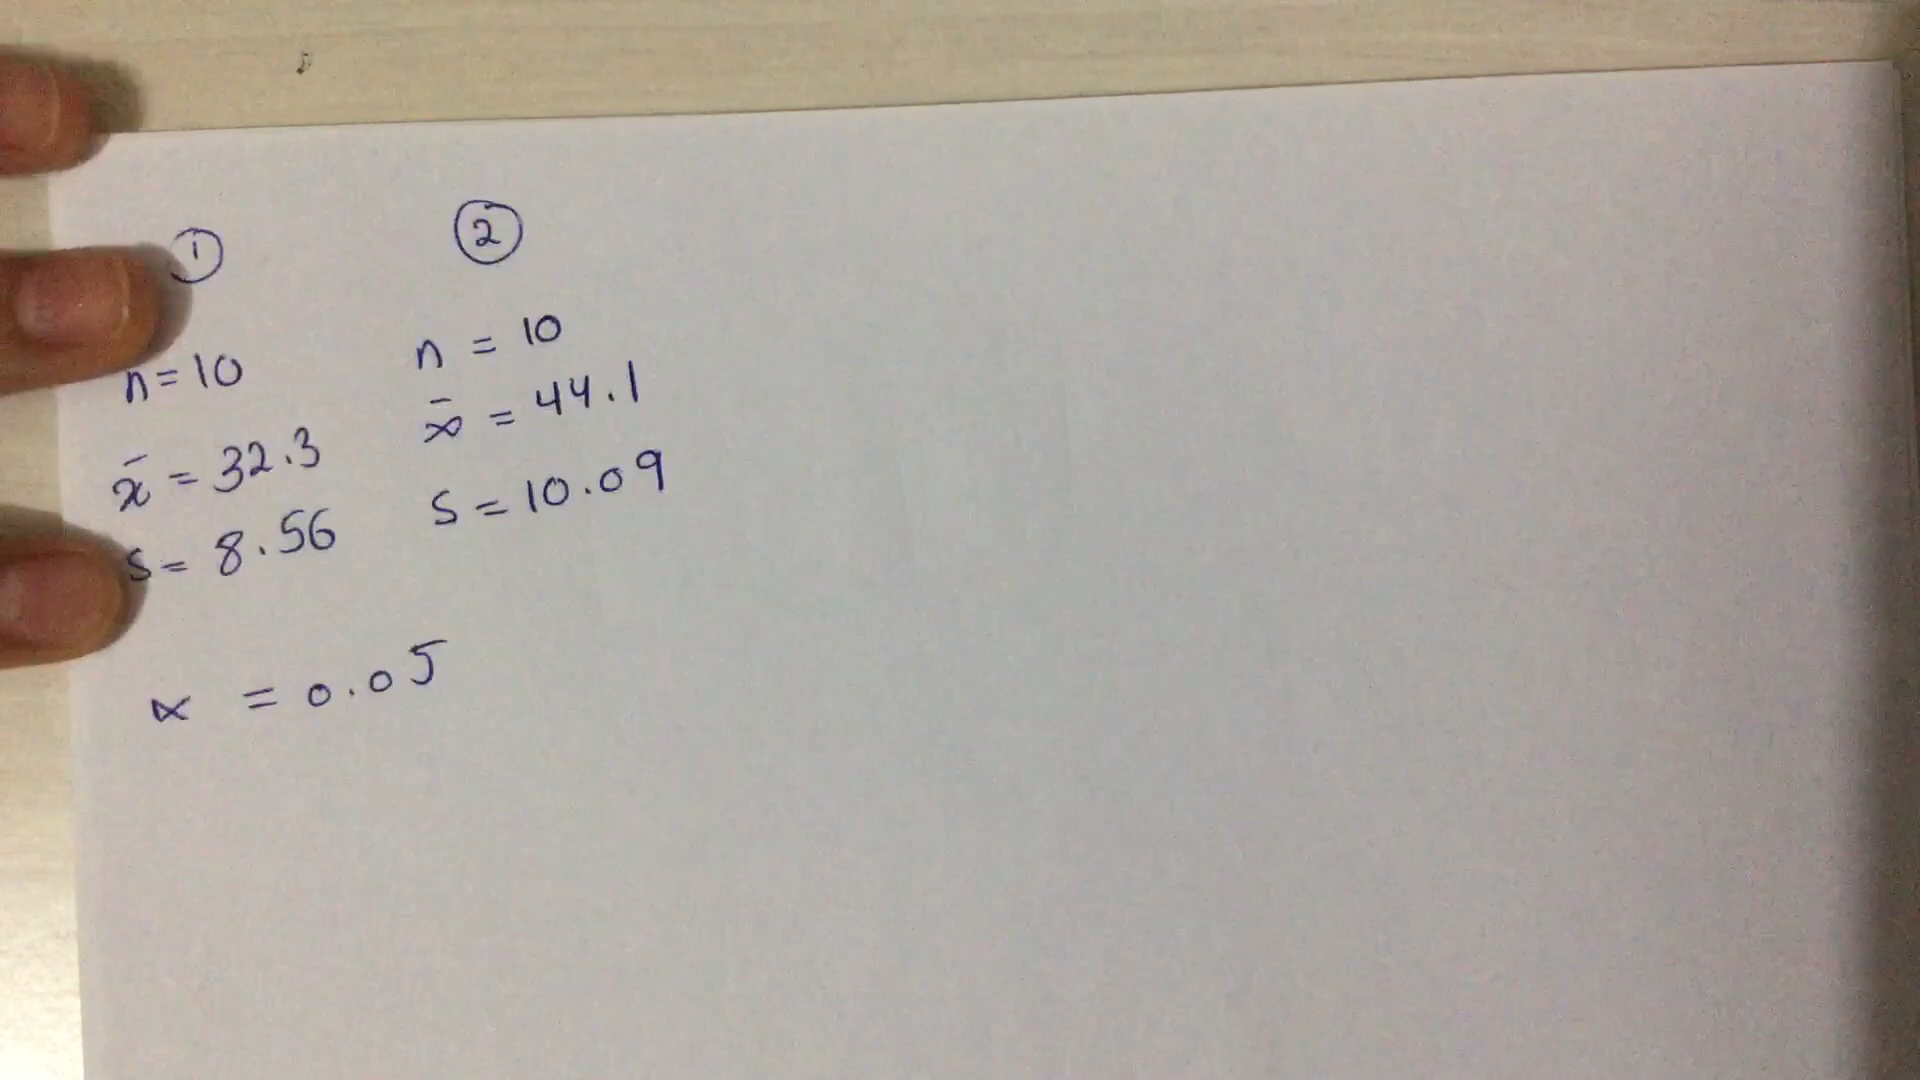 ① ②
n = 10 n = 10
x̄ = 32.3 x̄ = 44.1
s = 8.56 s = 10.09
α = 0.05